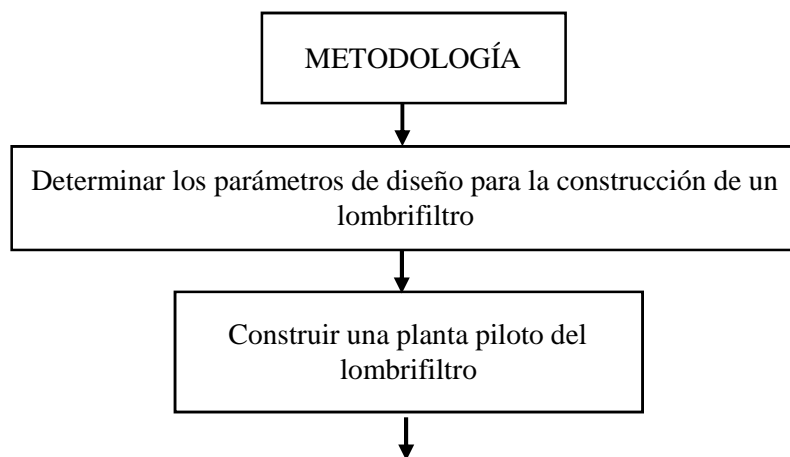 METODOLOGÍA
Determinar los parámetros de diseño para la construcción de un
lombrifiltro
Construir una planta piloto del
lombrifiltro